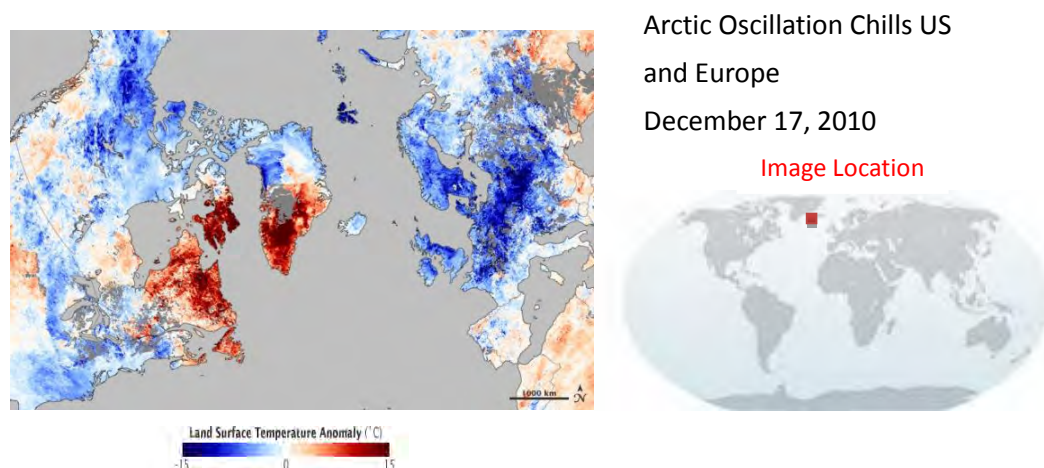 Arctic Oscillation Chills US
and Europe
December 17, 2010
Image Location
1000 km
N
Land Surface Temperature Anomaly (˚C)
-15 0 15